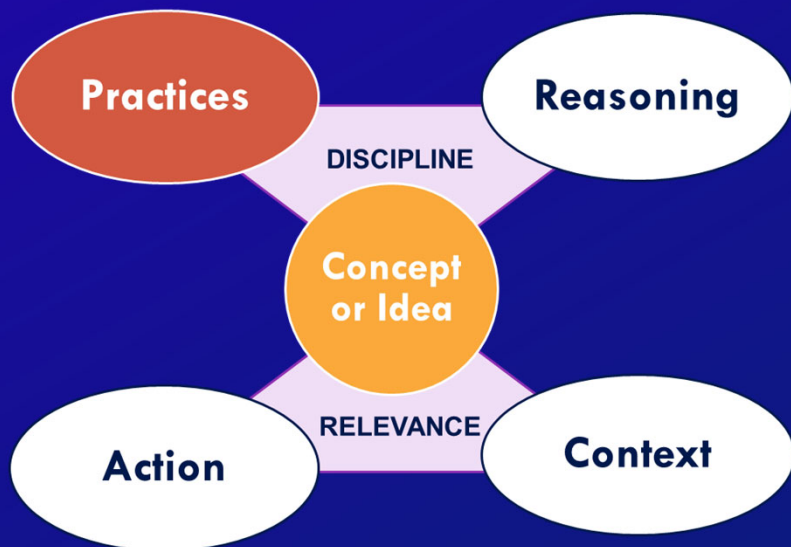 Practices
Reasoning
DISCIPLINE
Concept
or Idea
RELEVANCE
Action
Context